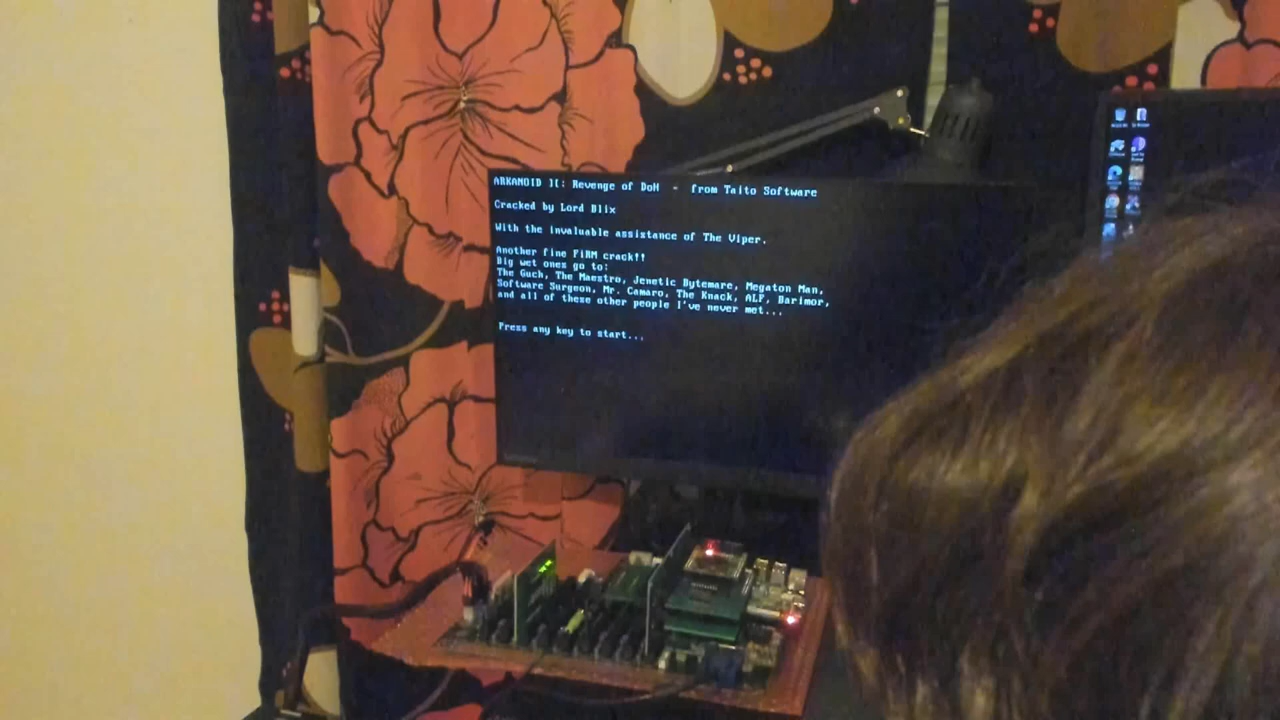 ARKANOID ][: Revenge of DoH - from Taito Software
Cracked by Lord Blix
With the invaluable assistance of The Viper.
Another fine FiRM crack!!
Big wet ones go to:
The Guch, The Maestro, Jenetic Bytemare, Megaton Man,
Software Surgeon, Mr. Camaro, The Knack, ALF, Barimor,
and all of these other people I've never met...
Press any key to start...